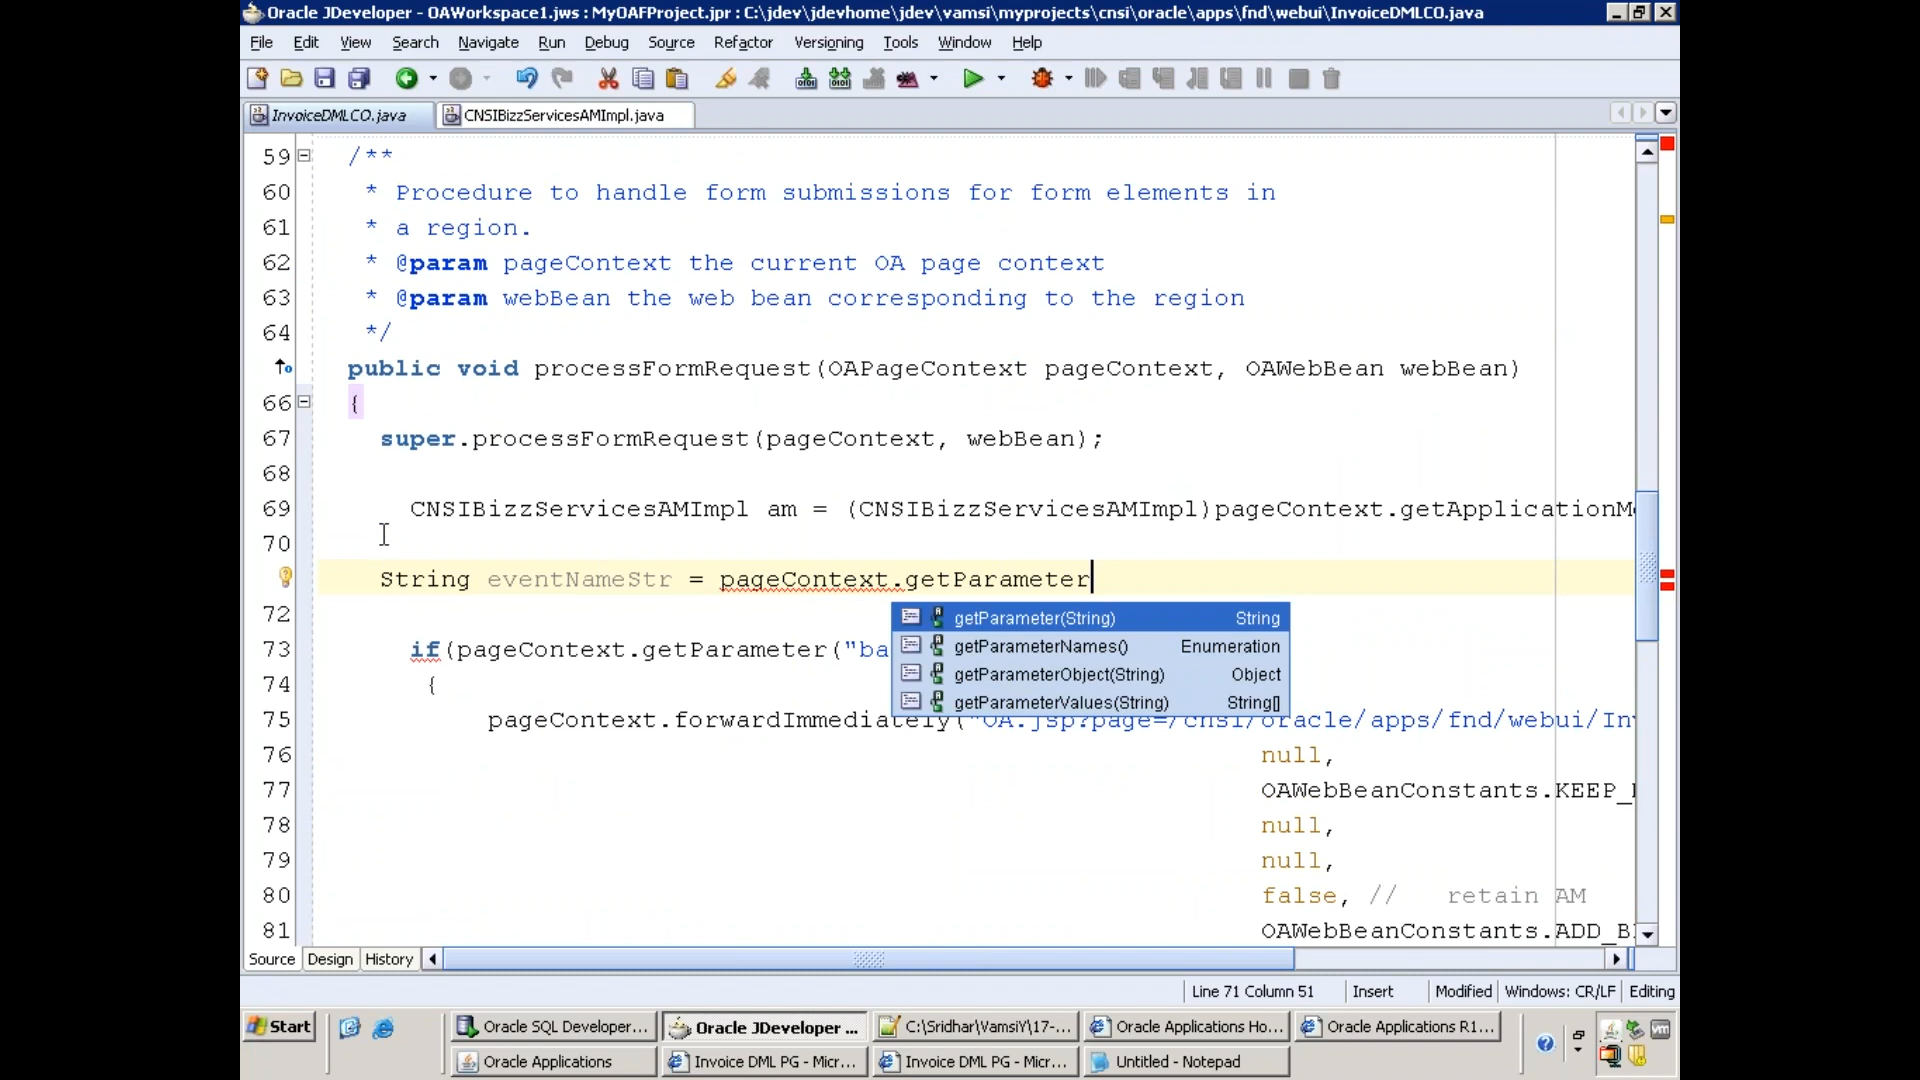 Oracle JDeveloper - OAWorkspace1.jws : MyOAFProject.jpr : C:\jdev\jdevhome\jdev\vamsi\myprojects\cnsi\oracle\apps\fnd\webui\InvoiceDMLCO.java
File Edit View Search Navigate Run Debug Source Refactor Versioning Tools Window Help
InvoiceDMLCO.java CNSIBizzServicesAMImpl.java
59 /**
60 * Procedure to handle form submissions for form elements in
61 * a region.
62 * @param pageContext the current OA page context
63 * @param webBean the web bean corresponding to the region
64 */
public void processFormRequest(OAPageContext pageContext, OAWebBean webBean)
66 {
67 super.processFormRequest(pageContext, webBean);
68
69 CNSIBizzServicesAMImpl am = (CNSIBizzServicesAMImpl)pageContext.getApplicationM
70
String eventNameStr = pageContext.getParameter
72
getParameter(String) String
73 if(pageContext.getParameter("ba
getParameterNames() Enumeration
getParameterObject(String) Object
74 {
getParameterValues(String) String[]
75 pageContext.forwardImmediately("OA.jsp?page=/cnsi/oracle/apps/fnd/webui/In
76 null,
77 OAWebBeanConstants.KEEP_
78 null,
79 null,
80 false, // retain AM
81 OAWebBeanConstants.ADD_B
Source Design History
Line 71 Column 51 Insert Modified Windows: CR/LF Editing
Start Oracle SQL Developer... Oracle JDeveloper ... C:\Sridhar\VamsiY\17-... Oracle Applications Ho... Oracle Applications R1...
Oracle Applications Invoice DML PG - Micr... Invoice DML PG - Micr... Untitled - Notepad